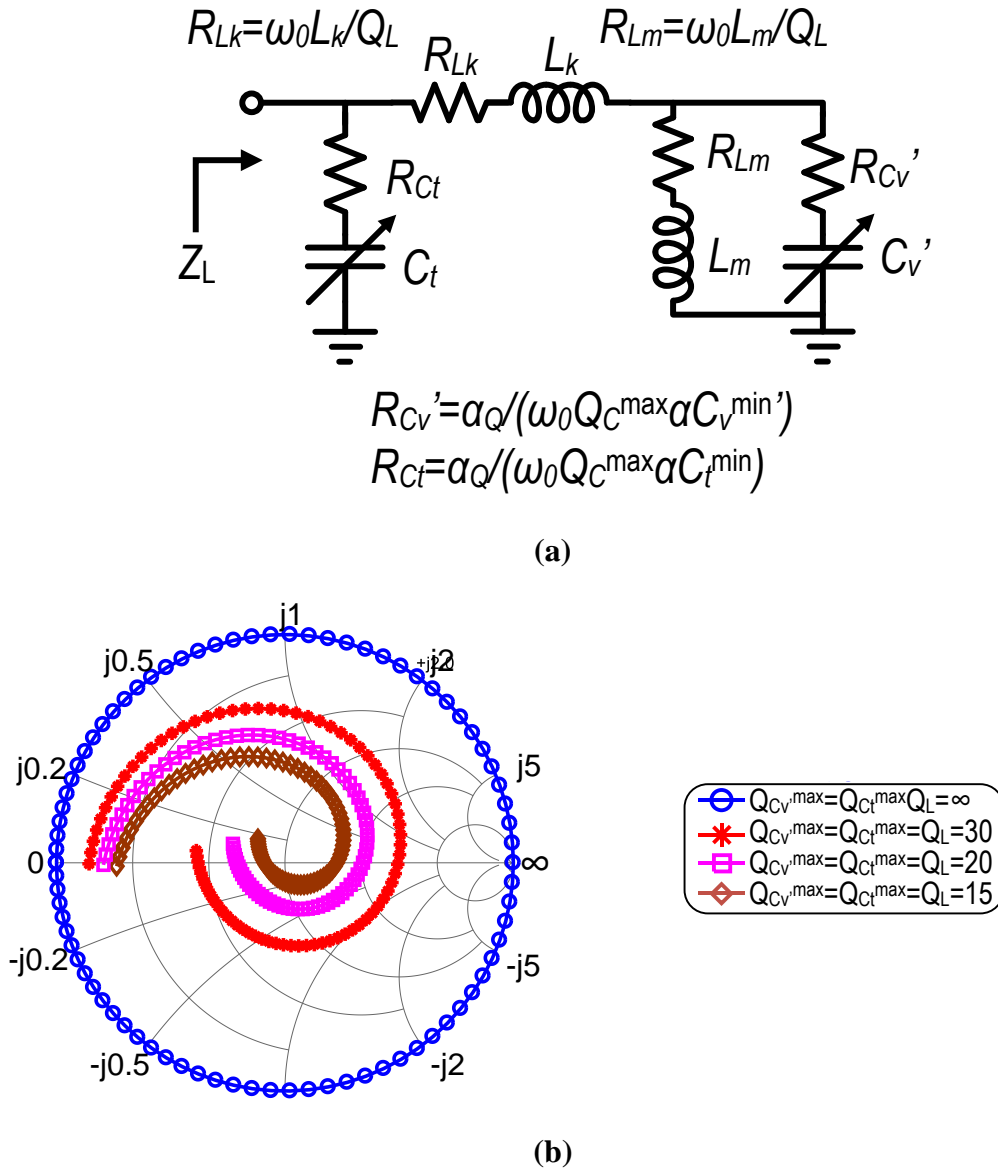 RLk=ω0Lk/QL
RLm=ω0Lm/QL
RLk
Lk
RLm
RCv'
RCt
ZL
Ct
Lm
Cv'
RCv'=αQ/(ω0QCmaxαCvmin')
RCt=αQ/(ω0QCmaxαCtmin)
(a)
j1
j0.5
j2
+j2.0
j0.2
j5
0
∞
-j0.2
-j5
-j0.5
-j2
QCv'max=QCtmaxQL=∞
QCv'max=QCtmax=QL=30
QCv'max=QCtmax=QL=20
QCv'max=QCtmax=QL=15
(b)